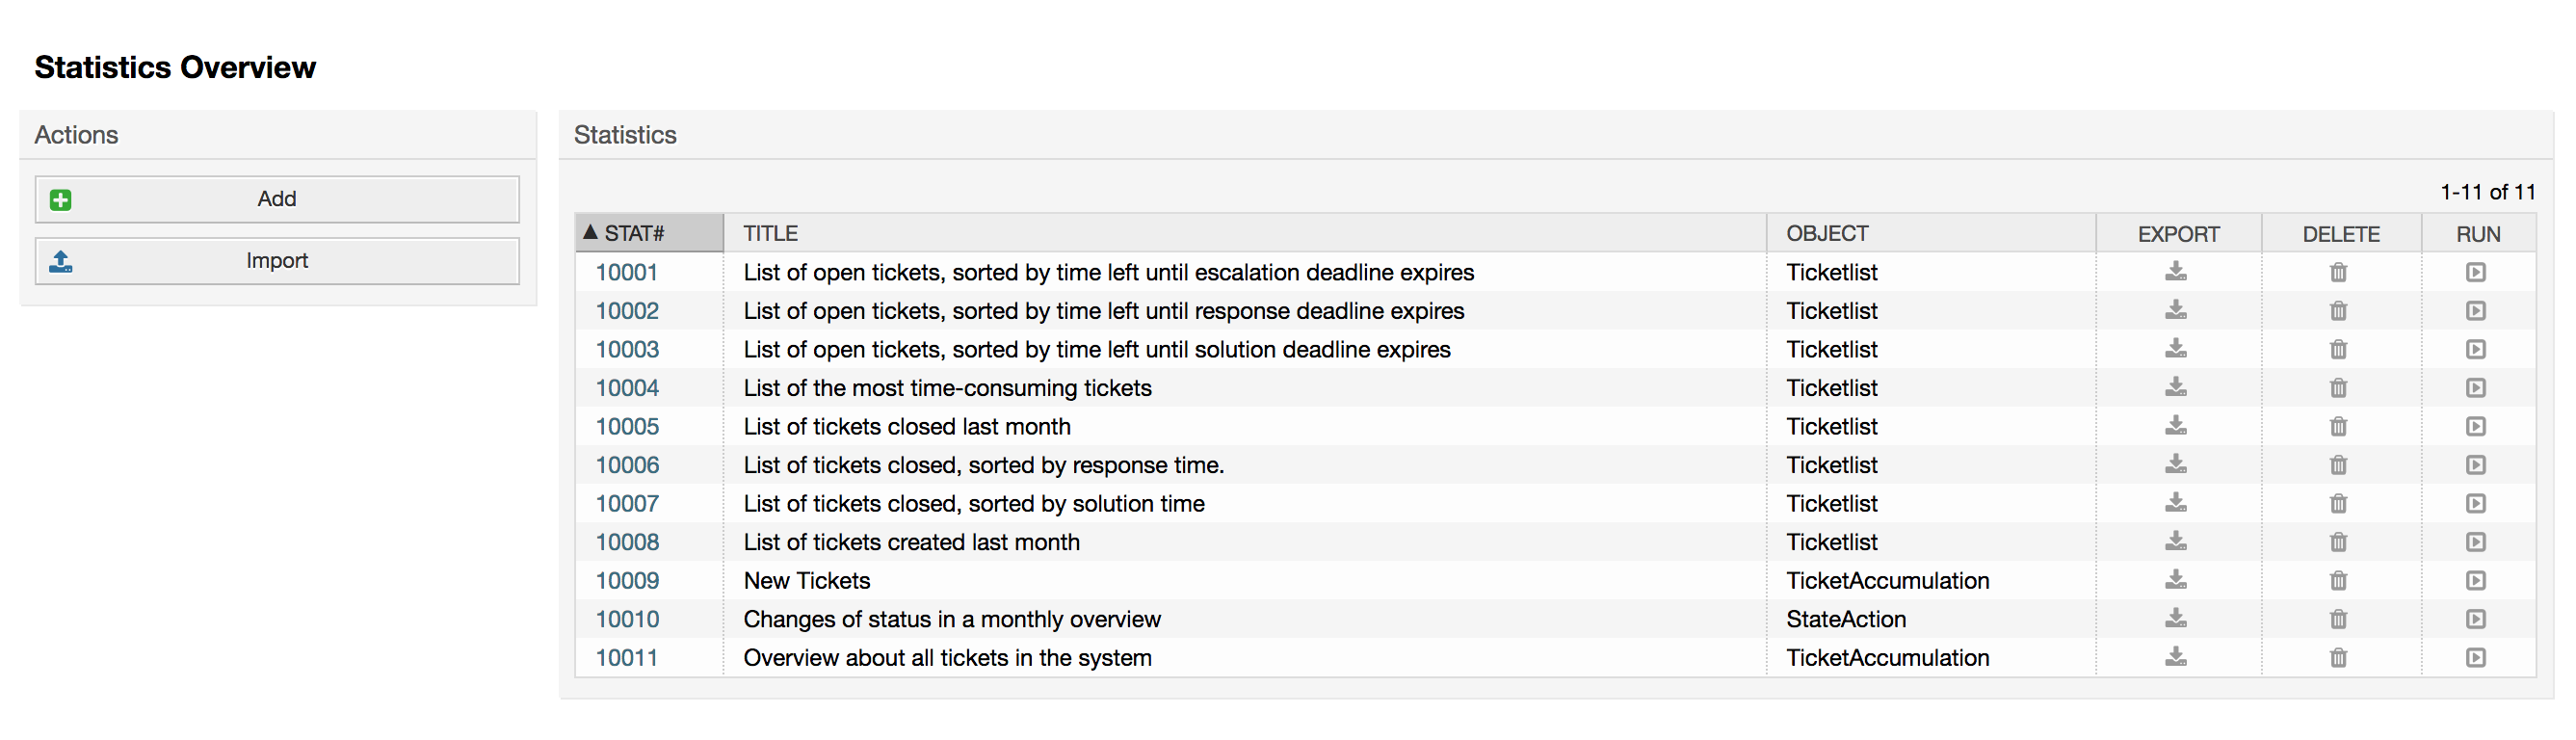 Statistics Overview
Actions
Add
Import
Statistics
1-11 of 11
▲ STAT# TITLE OBJECT EXPORT DELETE RUN
10001 List of open tickets, sorted by time left until escalation deadline expires Ticketlist
10002 List of open tickets, sorted by time left until response deadline expires Ticketlist
10003 List of open tickets, sorted by time left until solution deadline expires Ticketlist
10004 List of the most time-consuming tickets Ticketlist
10005 List of tickets closed last month Ticketlist
10006 List of tickets closed, sorted by response time. Ticketlist
10007 List of tickets closed, sorted by solution time Ticketlist
10008 List of tickets created last month Ticketlist
10009 New Tickets TicketAccumulation
10010 Changes of status in a monthly overview StateAction
10011 Overview about all tickets in the system TicketAccumulation